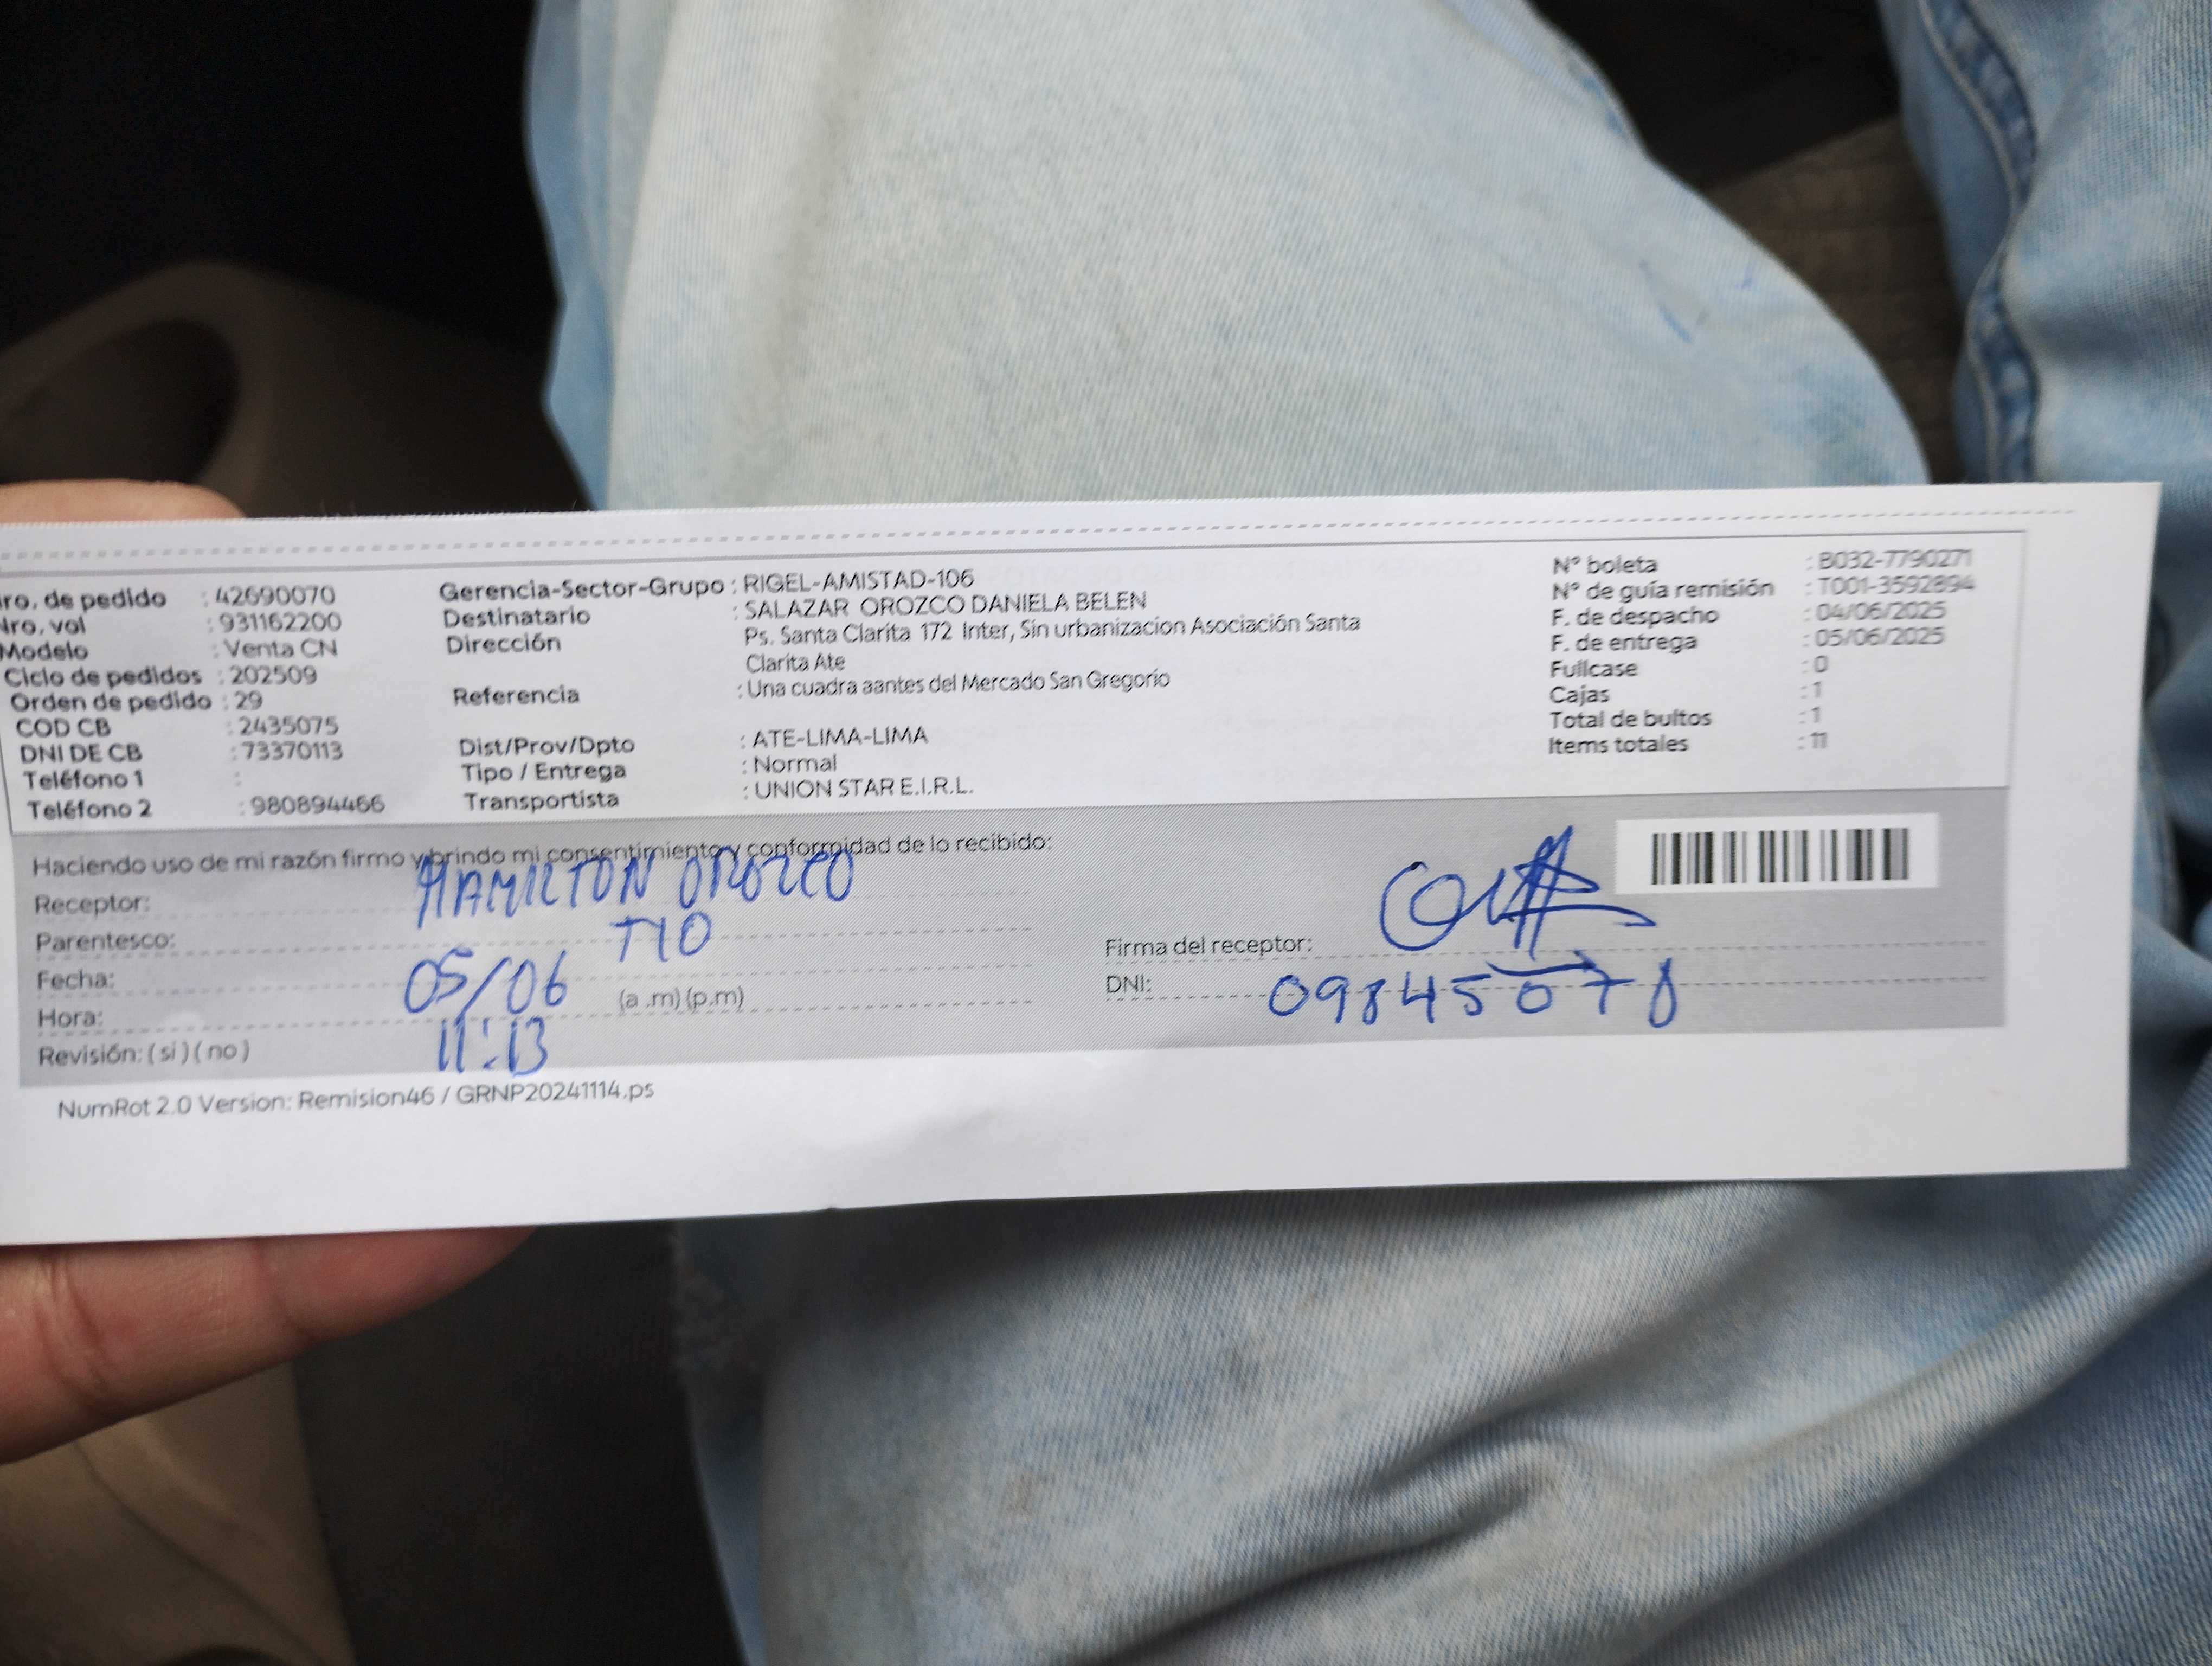 ro. de pedido : 42690070
Nro. vol : 931162200
Modelo : Venta CN
Ciclo de pedidos : 202509
Orden de pedido : 29
COD CB : 2435075
DNI DE CB : 73370113
Teléfono 1 :
Teléfono 2 : 980894466
Gerencia-Sector-Grupo : RIGEL-AMISTAD-106
Destinatario : SALAZAR OROZCO DANIELA BELEN
Dirección Ps. Santa Clarita 172 Inter, Sin urbanizacion Asociación Santa
Clarita Ate
Referencia : Una cuadra aantes del Mercado San Gregorio
Dist/Prov/Dpto : ATE-LIMA-LIMA
Tipo / Entrega : Normal
Transportista : UNION STAR E.I.R.L.
N° boleta : B032-7790271
N° de guía remisión : T001-3592894
F. de despacho : 04/06/2025
F. de entrega : 05/06/2025
Fullcase : 0
Cajas : 1
Total de bultos : 1
Items totales : 11
Haciendo uso de mi razón firmo y brindo mi consentimiento y conformidad de lo recibido:
Receptor: HAMILTON OROZCO
Parentesco: TIO
Fecha: 05/06
Hora: 11:13 (a .m) (p.m)
Revisión: ( si ) ( no )
Firma del receptor:
DNI: 09845078
NumRot 2.0 Version: Remision46 / GRNP20241114.ps